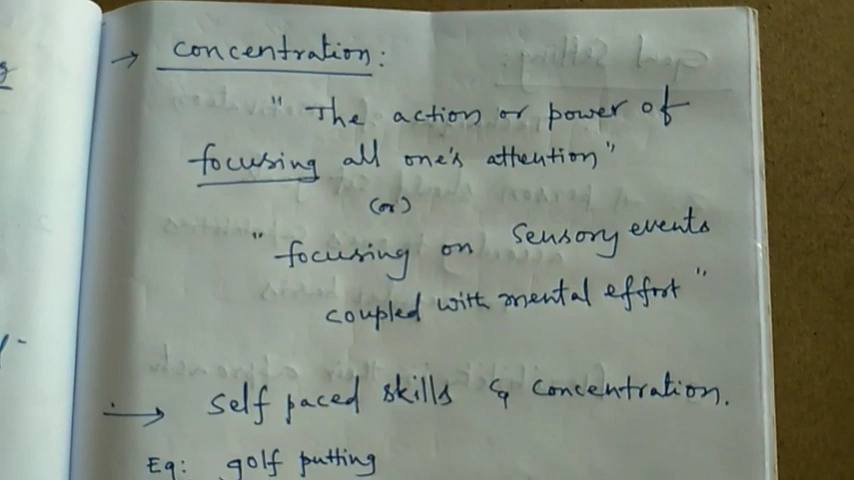 → concentration:
" The action or power of
focusing all one's attention"
(or)
" focusing on sensory events
coupled with mental effort "
→ self paced skills & concentration.
Eg: golf putting